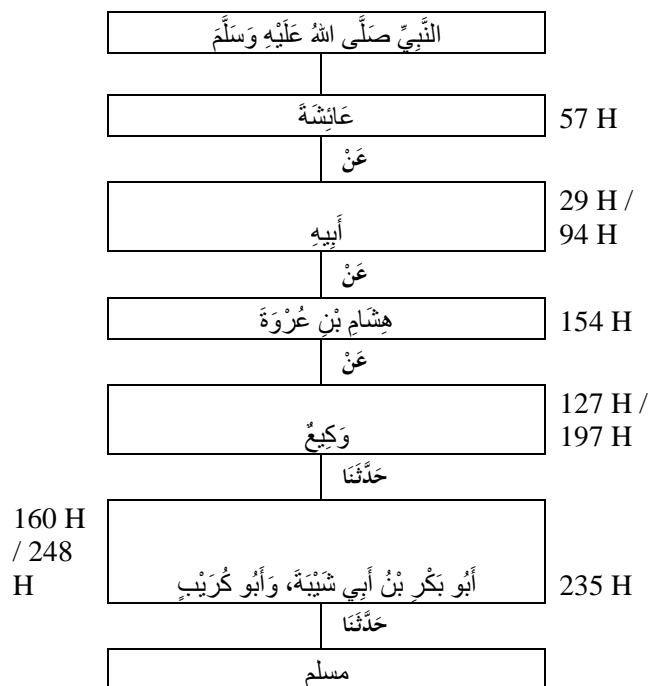 النَّبِيِّ صَلَّى اللهُ عَلَيْهِ وَسَلَّمَ
عَائِشَةَ
57 H
عَنْ
29 H /
94 H
أَبِيهِ
عَنْ
هِشَامِ بْنِ عُرْوَةَ
154 H
عَنْ
127 H /
197 H
وَكِيعٌ
حَدَّثَنَا
160 H
/ 248
H
أَبُو بَكْرِ بْنُ أَبِي شَيْبَةَ، وَأَبُو كُرَيْبٍ
235 H
حَدَّثَنَا
مسلم